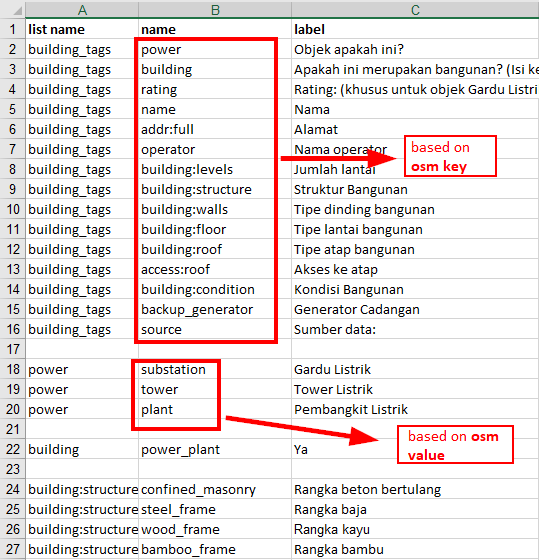 A B C
1 list name name label
2 building_tags power Objek apakah ini?
3 building_tags building Apakah ini merupakan bangunan? (Isi ke
4 building_tags rating Rating: (khusus untuk objek Gardu Listri
5 building_tags name Nama
6 building_tags addr:full Alamat
7 building_tags operator Nama operator
8 building_tags building:levels Jumlah lantai
9 building_tags building:structure Struktur Bangunan
10 building_tags building:walls Tipe dinding bangunan
11 building_tags building:floor Tipe lantai bangunan
12 building_tags building:roof Tipe atap bangunan
13 building_tags access:roof Akses ke atap
14 building_tags building:condition Kondisi Bangunan
15 building_tags backup_generator Generator Cadangan
16 building_tags source Sumber data:
17
18 power substation Gardu Listrik
19 power tower Tower Listrik
20 power plant Pembangkit Listrik
21
22 building power_plant Ya
23
24 building:structure confined_masonry Rangka beton bertulang
25 building:structure steel_frame Rangka baja
26 building:structure wood_frame Rangka kayu
27 building:structure bamboo_frame Rangka bambu
based on
osm key
based on osm
value